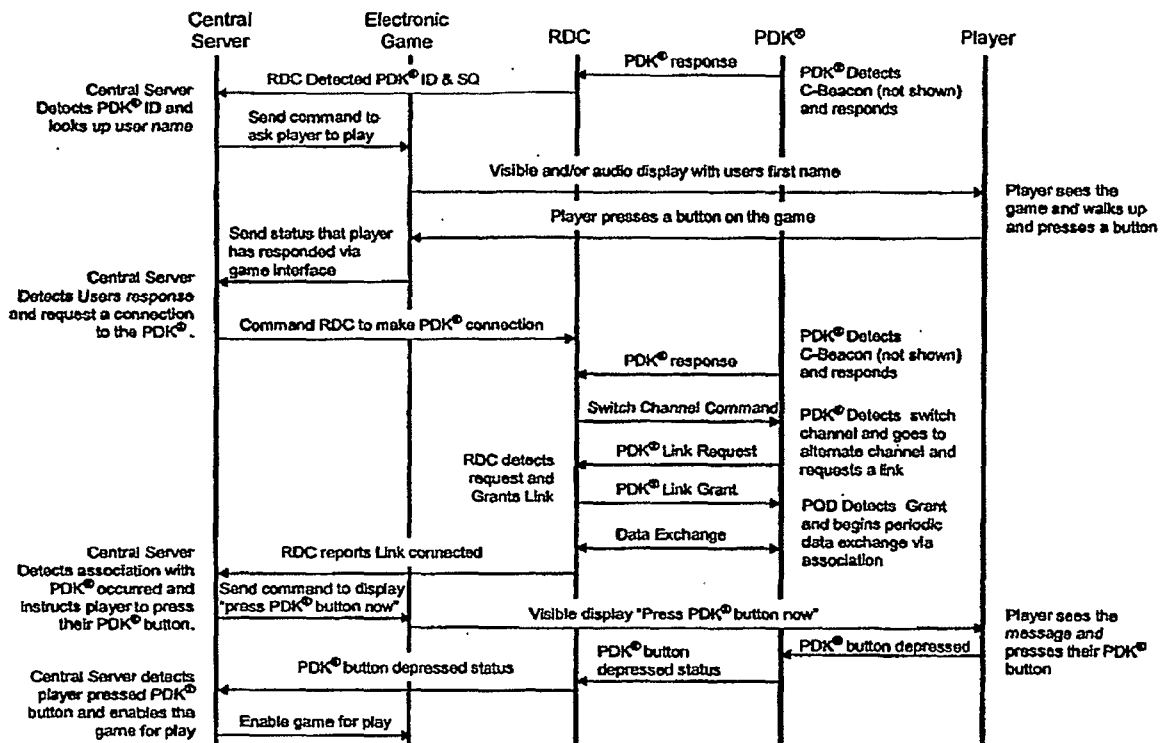 Central Server
Electronic Game
RDC
PDK®
Player
PDK® response
PDK® Detects
C-Beacon (not shown)
and responds
RDC Detected PDK® ID & SQ
Central Server
Detects PDK® ID and
looks up user name
Send command to
ask player to play
Visible and/or audio display with users first name
Player sees the
game and walks up
and presses a button
Player presses a button on the game
Send status that player
has responded via
game interface
Central Server
Detects Users response
and request a connection
to the PDK®.
Command RDC to make PDK® connection
PDK® Detects
C-Beacon (not shown)
and responds
PDK® response
Switch Channel Command
PDK® Detects switch
channel and goes to
alternate channel and
requests a link
PDK® Link Request
RDC detects
request and
Grants Link
PDK® Link Grant
PQD Detects Grant
and begins periodic
data exchange via
association
Data Exchange
RDC reports Link connected
Central Server
Detects association with
PDK® occurred and
instructs player to press
their PDK® button.
Send command to display
"press PDK® button now"
Visible display "Press PDK® button now"
Player sees the
message and
presses their PDK®
button
PDK® button depressed
PDK® button
depressed status
PDK® button depressed status
Central Server detects
player pressed PDK®
button and enables the
game for play
Enable game for play